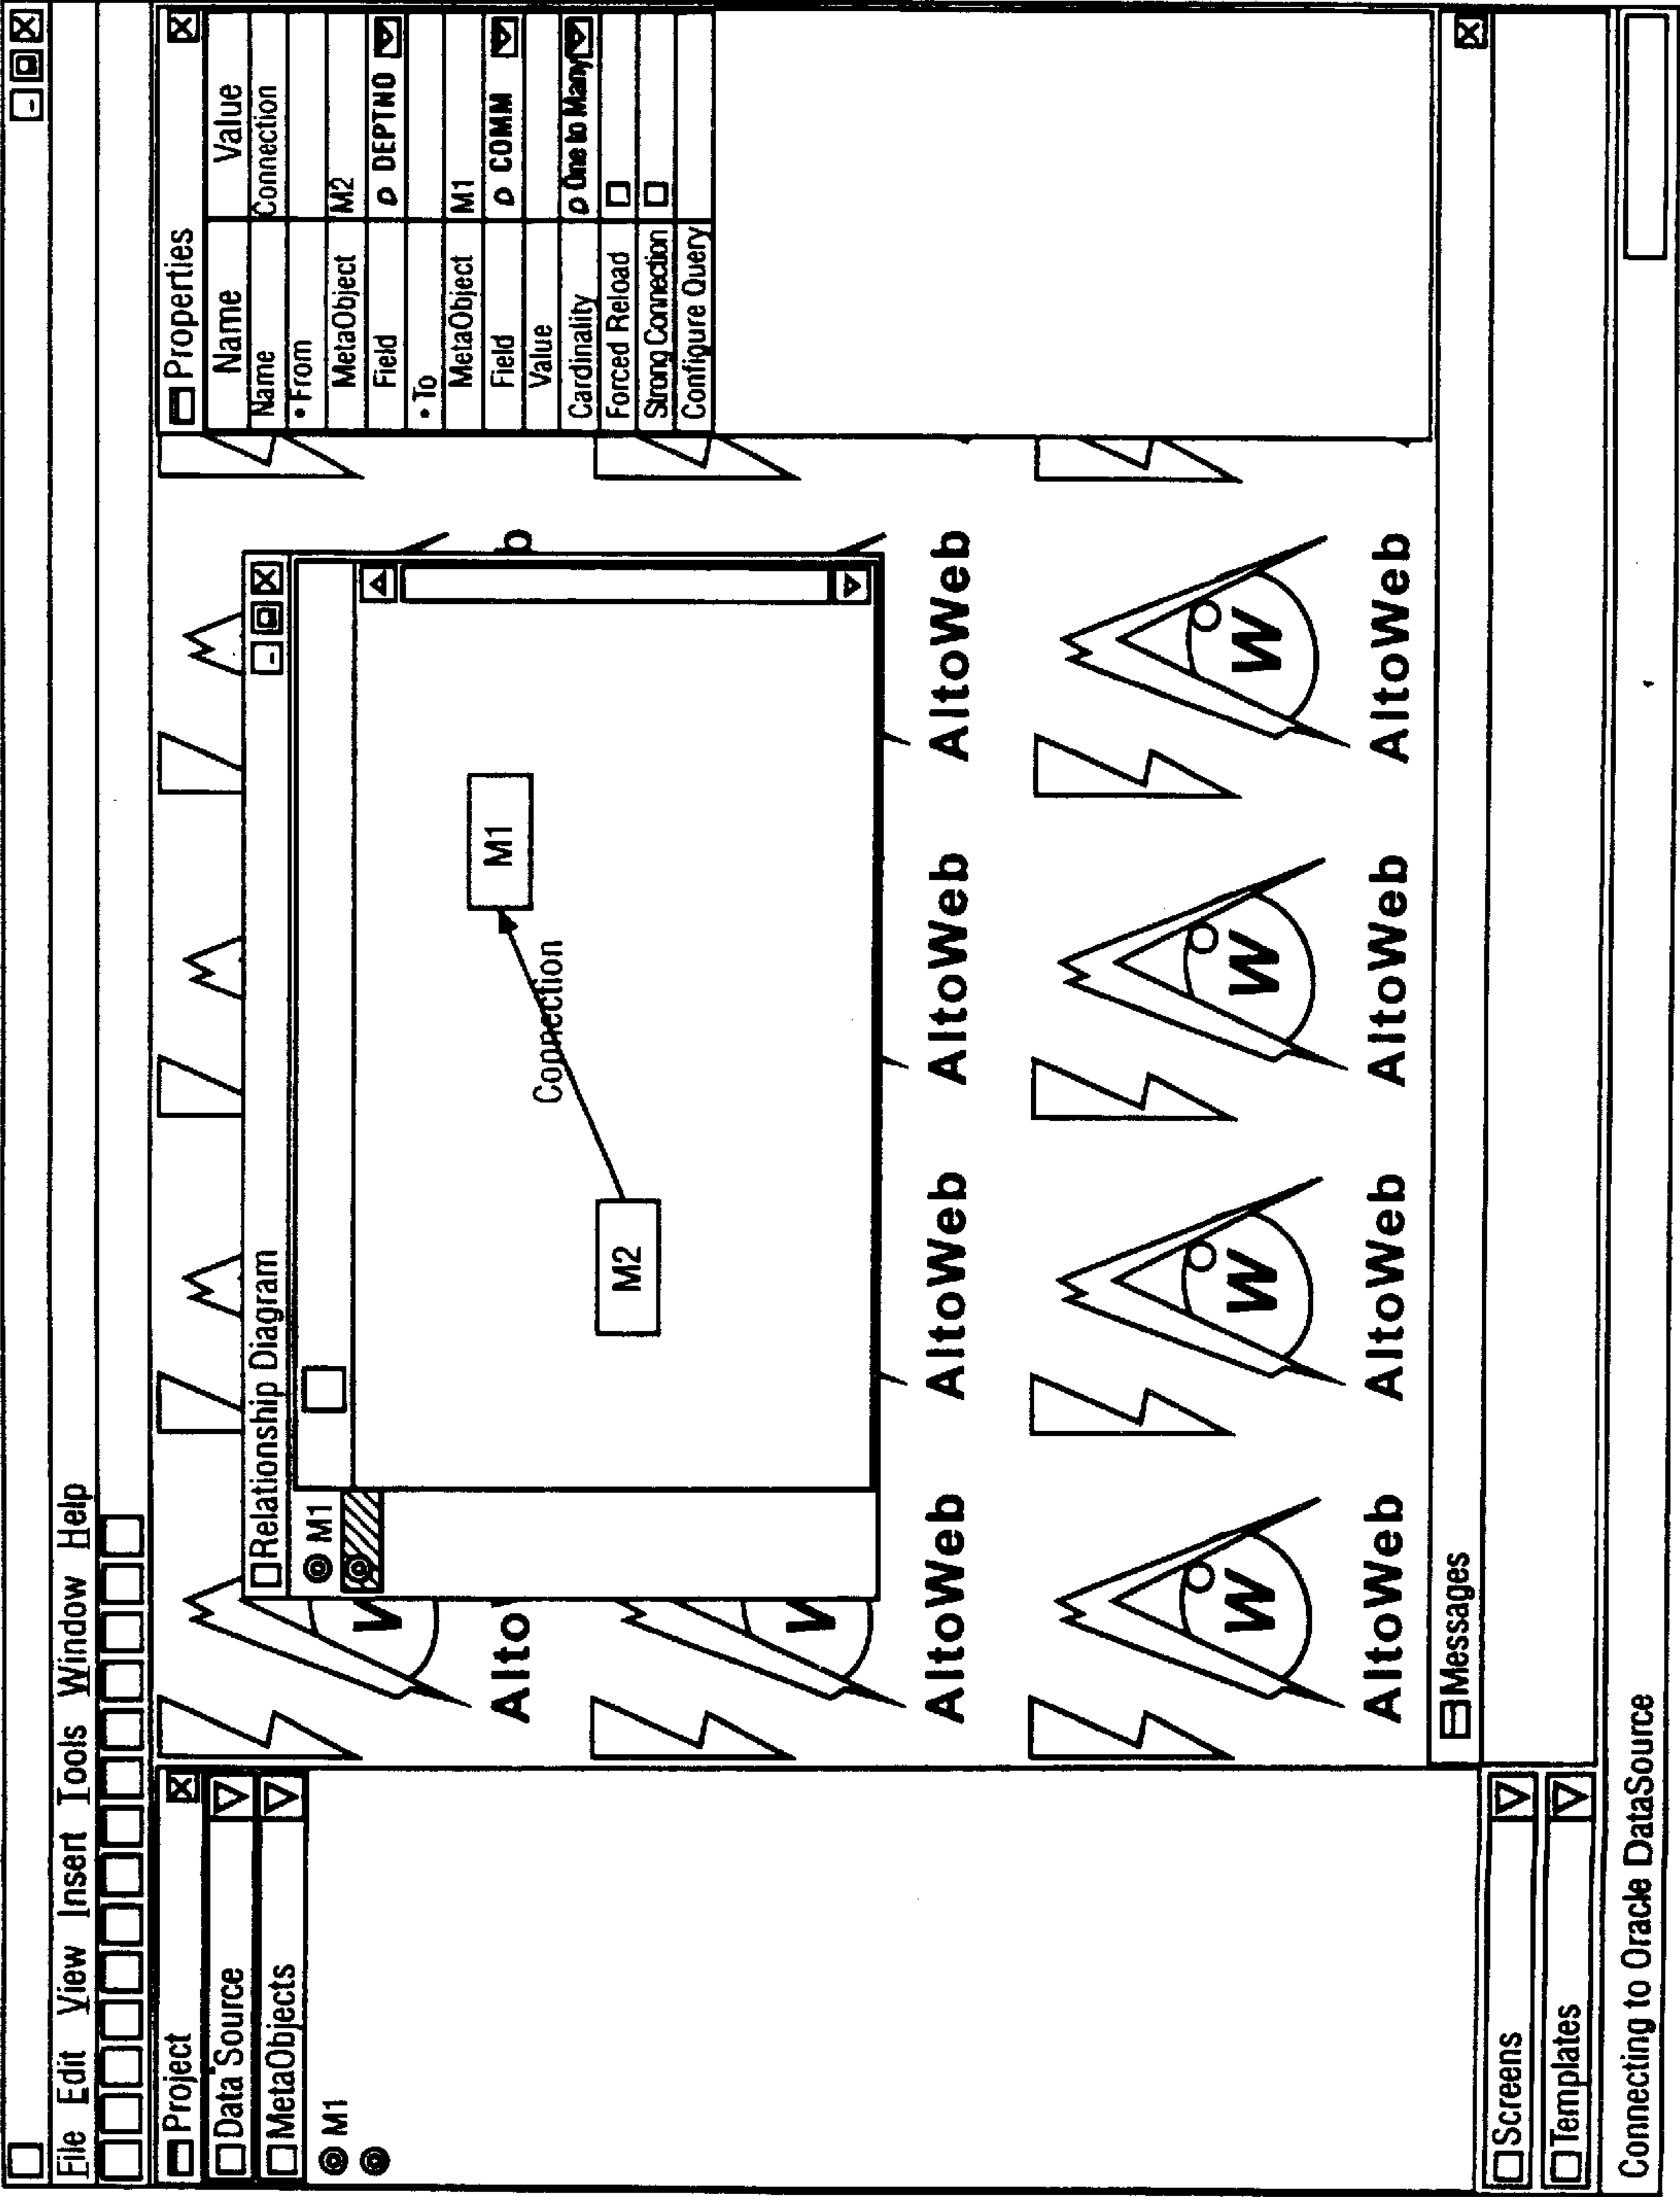 File Edit View Insert Tools Window Help
Project
Data Source
MetaObjects
M1
Screens
Templates
Relationship Diagram
M1
M2
Connection
M1
Alto
b
AltoWeb AltoWeb AltoWeb AltoWeb
AltoWeb AltoWeb AltoWeb AltoWeb
W W W W
Properties
Name Value
Name Connection
• From
MetaObject M2
Field DEPTNO
• To
MetaObject M1
Field COMM
Value
Cardinality One to Many
Forced Reload
Strong Connection
Configure Query
Messages
Connecting to Oracle DataSource